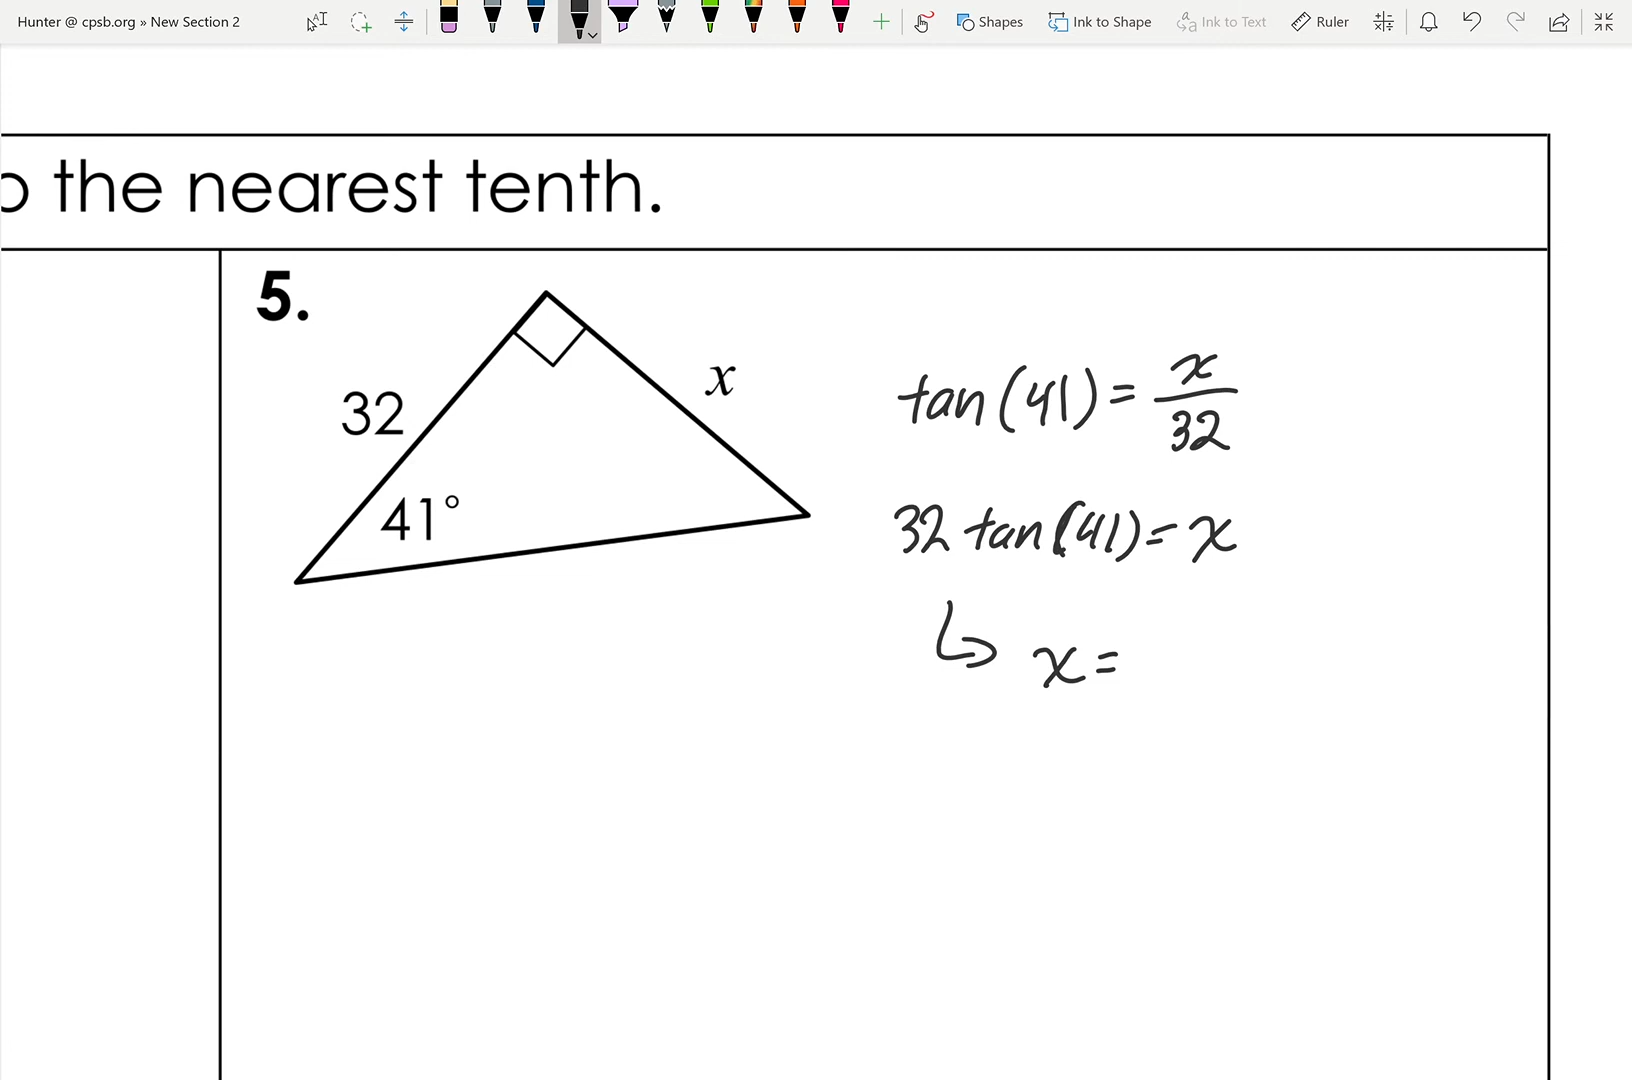 Hunter @ cpsb.org » New Section 2 Shapes Ink to Shape Ink to Text Ruler
the nearest tenth.
5.
x
32
41°
tan(41)=x/32
32 tan(41)=x
↳ x=